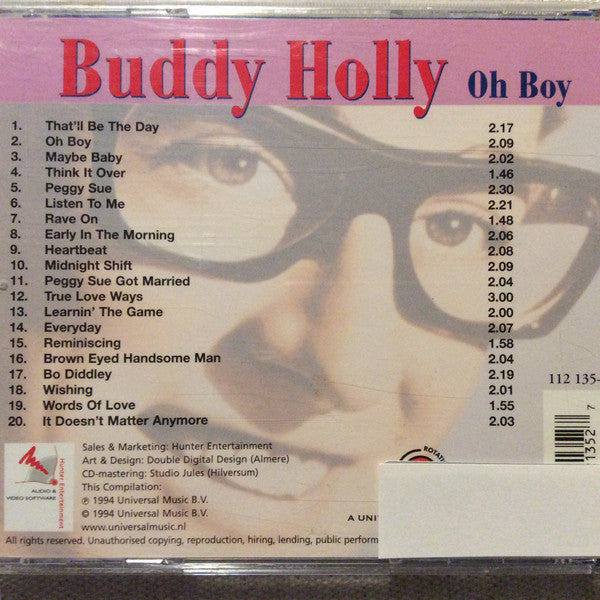 Buddy Holly Oh Boy
1. That'll Be The Day 2.17
2. Oh Boy 2.09
3. Maybe Baby 2.02
4. Think It Over 1.46
5. Peggy Sue 2.30
6. Listen To Me 2.21
7. Rave On 1.48
8. Early In The Morning 2.06
9. Heartbeat 2.08
10. Midnight Shift 2.09
11. Peggy Sue Got Married 2.04
12. True Love Ways 3.00
13. Learnin' The Game 2.00
14. Everyday 2.07
15. Reminiscing 1.58
16. Brown Eyed Handsome Man 2.04
17. Bo Diddley 2.19
18. Wishing 2.01
19. Words Of Love 1.55
20. It Doesn't Matter Anymore 2.03
112 135-
1352 7
Sales & Marketing: Hunter Entertainment
Art & Design: Double Digital Design (Almere)
CD-mastering: Studio Jules (Hilversum)
This Compilation:
℗ 1994 Universal Music B.V.
© 1994 Universal Music B.V.
www.universalmusic.nl
AUDIO &
VIDEO SOFTWARE
Hunter Entertainment
ROTATI
A UNI
All rights reserved. Unauthorised copying, reproduction, hiring, lending, public perform